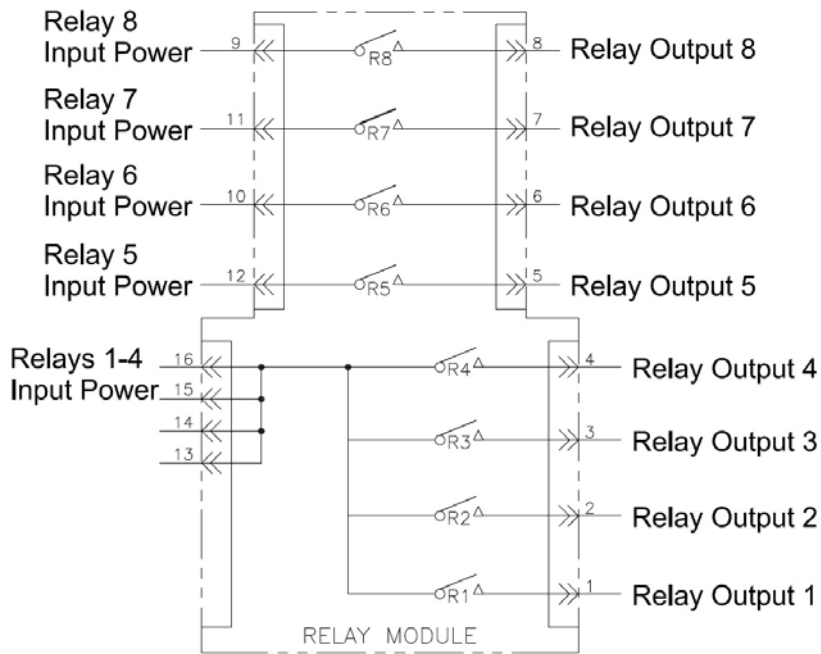 Relay 8
Input Power 9 R8 8 Relay Output 8
Relay 7
Input Power 11 R7 7 Relay Output 7
Relay 6
Input Power 10 R6 6 Relay Output 6
Relay 5
Input Power 12 R5 5 Relay Output 5
Relays 1-4 16 R4 4 Relay Output 4
Input Power 15
14 R3 3 Relay Output 3
13
R2 2 Relay Output 2
R1 1 Relay Output 1
RELAY MODULE